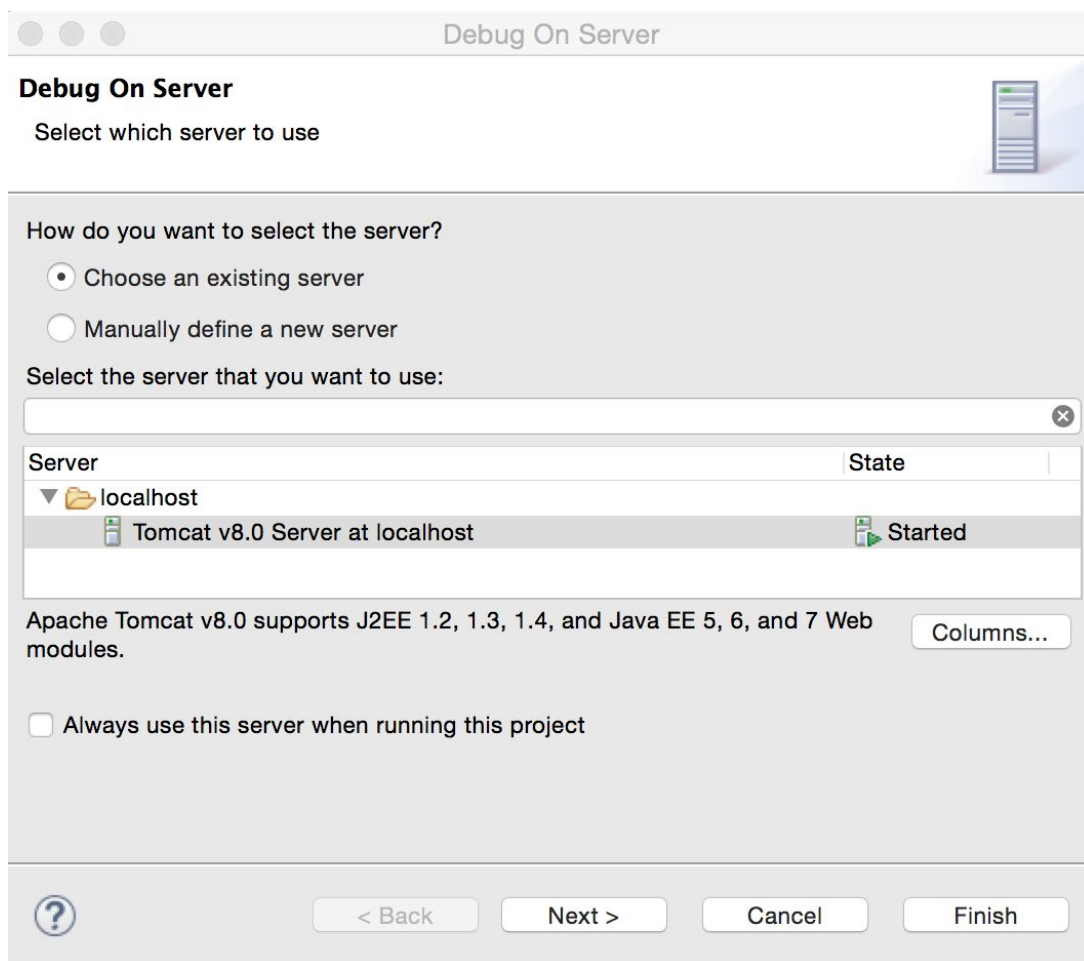 Debug On Server
Debug On Server
Select which server to use
How do you want to select the server?
Choose an existing server
Manually define a new server
Select the server that you want to use:
Server State
localhost
Tomcat v8.0 Server at localhost Started
Apache Tomcat v8.0 supports J2EE 1.2, 1.3, 1.4, and Java EE 5, 6, and 7 Web
modules.
Columns...
Always use this server when running this project
? < Back Next > Cancel Finish